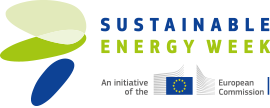 SUSTAINABLE
ENERGY WEEK
An initiative
of the
European
Commission